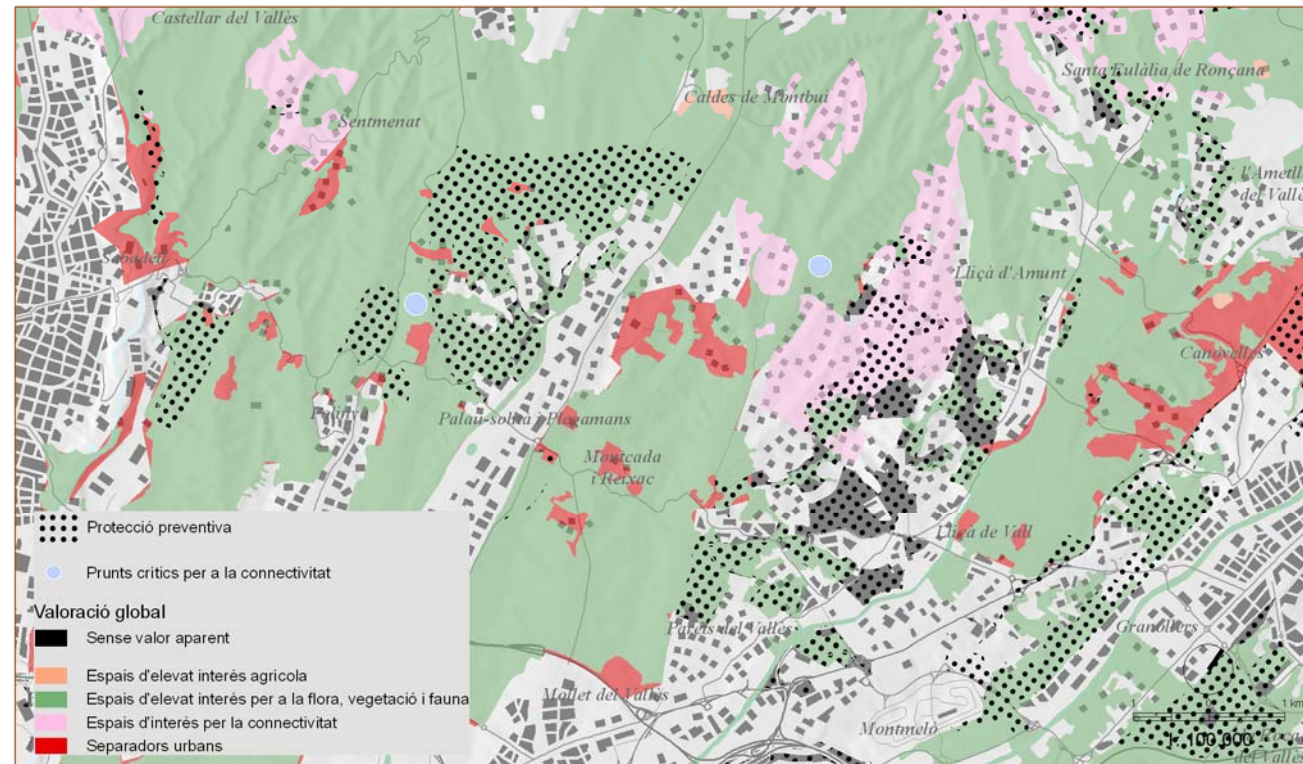 Castellar del Vallès
Santa Eulàlia de Ronçana
Caldes de Montbui
Sentmenat
l'Ametlla
del Vallès
Sabadell
Lliçà d'Amunt
Canovelles
Polinyà
Palau-solità i Plegamans
Montcada
i Reixac
Lliçà de Vall
Parets del Vallès
Granollers
Mollet del Vallès
Montmeló
del Vallès
Protecció preventiva
Prunts crítics per a la connectivitat
Valoració global
Sense valor aparent
Espais d'elevat interès agrícola
Espais d'elevat interès per a la flora, vegetació i fauna
Espais d'interès per la connectivitat
Separadors urbans
1 km
1: 100.000